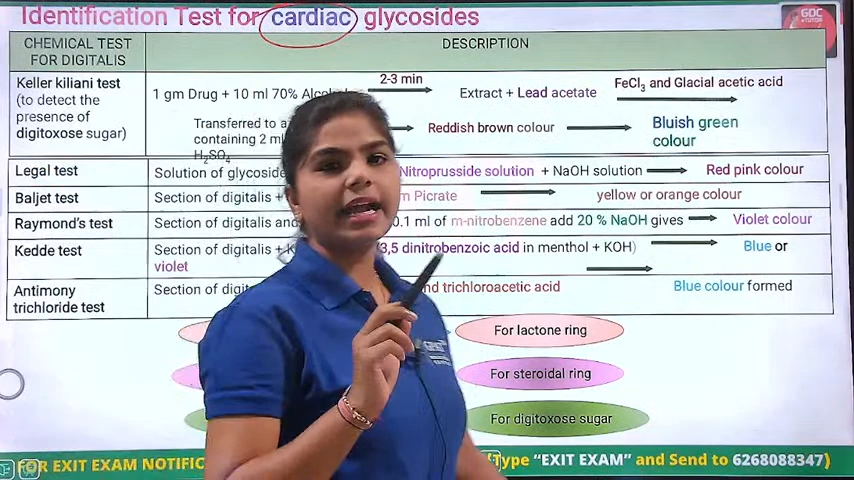 Identification Test for cardiac glycosides
GDC
eTUTOR
CHEMICAL TEST
FOR DIGITALIS
DESCRIPTION
Keller kiliani test
(to detect the
presence of
digitoxose sugar)
1 gm Drug + 10 ml 70% Alcohol
2-3 min
Extract + Lead acetate
FeCl3 and Glacial acetic acid
Transferred to a
containing 2 ml
H2SO4
Reddish brown colour
Bluish green
colour
Legal test
Solution of glycoside
Nitroprusside solution + NaOH solution
Red pink colour
Baljet test
Section of digitalis +
Picrate
yellow or orange colour
Raymond's test
Section of digitalis and
0.1 ml of m-nitrobenzene add 20 % NaOH gives
Violet colour
Kedde test
Section of digitalis +
3,5 dinitrobenzoic acid in menthol + KOH)
Blue or
violet
Antimony
trichloride test
Section of
trichloroacetic acid
Blue colour formed
For lactone ring
For steroidal ring
For digitoxose sugar
FOR EXIT EXAM
(Type “EXIT EXAM” and Send to 6268088347)